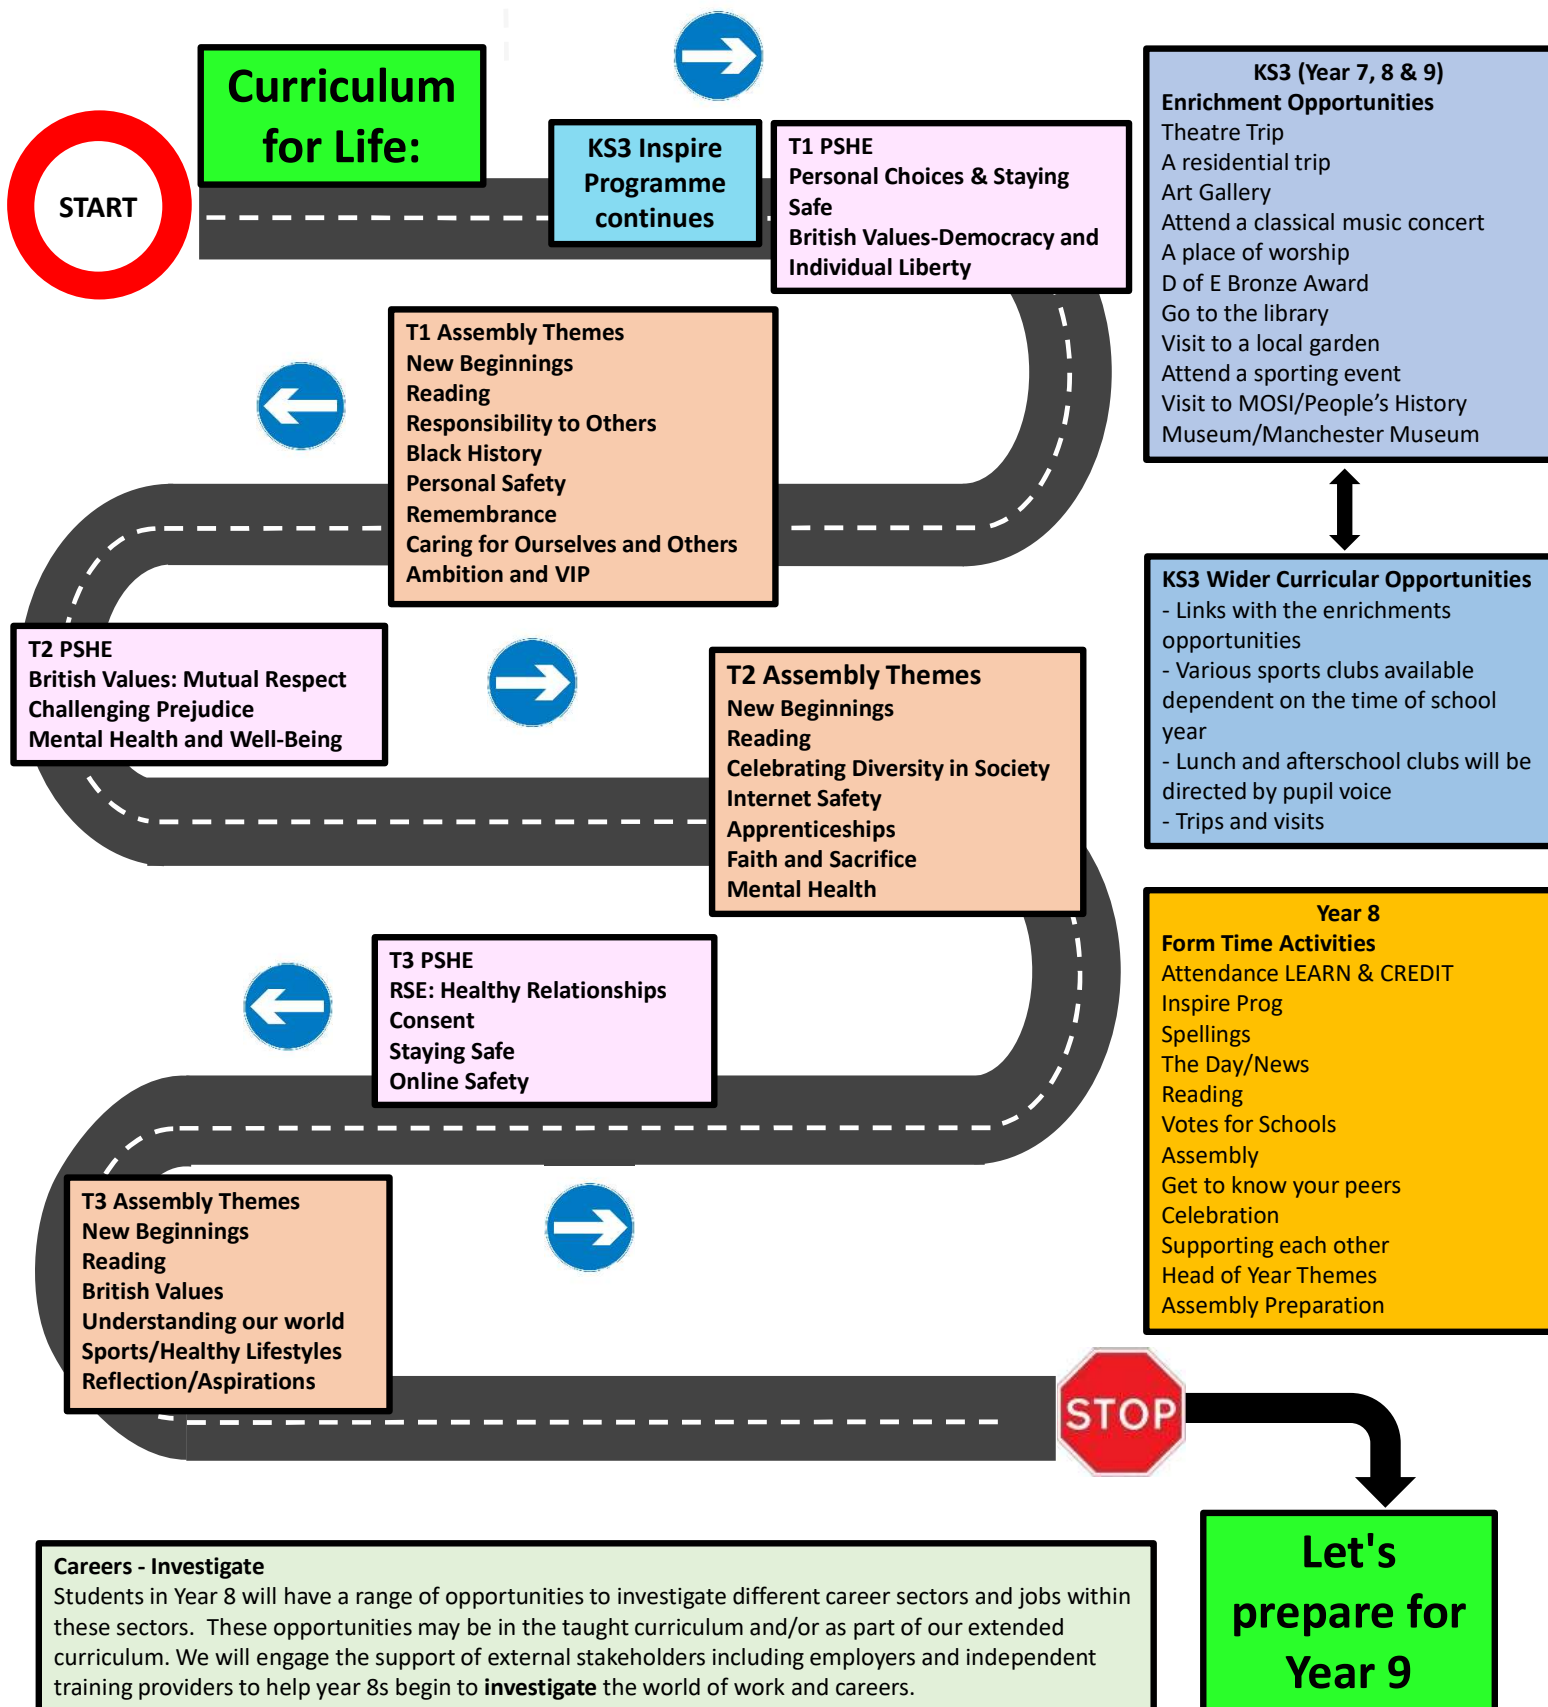 Curriculum
for Life:
START
KS3 Inspire
Programme
continues
T1 PSHE
Personal Choices & Staying
Safe
British Values-Democracy and
Individual Liberty
T1 Assembly Themes
New Beginnings
Reading
Responsibility to Others
Black History
Personal Safety
Remembrance
Caring for Ourselves and Others
Ambition and VIP
T2 PSHE
British Values: Mutual Respect
Challenging Prejudice
Mental Health and Well-Being
T2 Assembly Themes
New Beginnings
Reading
Celebrating Diversity in Society
Internet Safety
Apprenticeships
Faith and Sacrifice
Mental Health
T3 PSHE
RSE: Healthy Relationships
Consent
Staying Safe
Online Safety
T3 Assembly Themes
New Beginnings
Reading
British Values
Understanding our world
Sports/Healthy Lifestyles
Reflection/Aspirations
STOP
Let's
prepare for
Year 9
KS3 (Year 7, 8 & 9)
Enrichment Opportunities
Theatre Trip
A residential trip
Art Gallery
Attend a classical music concert
A place of worship
D of E Bronze Award
Go to the library
Visit to a local garden
Attend a sporting event
Visit to MOSI/People's History
Museum/Manchester Museum
KS3 Wider Curricular Opportunities
- Links with the enrichments
opportunities
- Various sports clubs available
dependent on the time of school
year
- Lunch and afterschool clubs will be
directed by pupil voice
- Trips and visits
Year 8
Form Time Activities
Attendance LEARN & CREDIT
Inspire Prog
Spellings
The Day/News
Reading
Votes for Schools
Assembly
Get to know your peers
Celebration
Supporting each other
Head of Year Themes
Assembly Preparation
Careers - Investigate
Students in Year 8 will have a range of opportunities to investigate different career sectors and jobs within
these sectors.  These opportunities may be in the taught curriculum and/or as part of our extended
curriculum. We will engage the support of external stakeholders including employers and independent
training providers to help year 8s begin to investigate the world of work and careers.